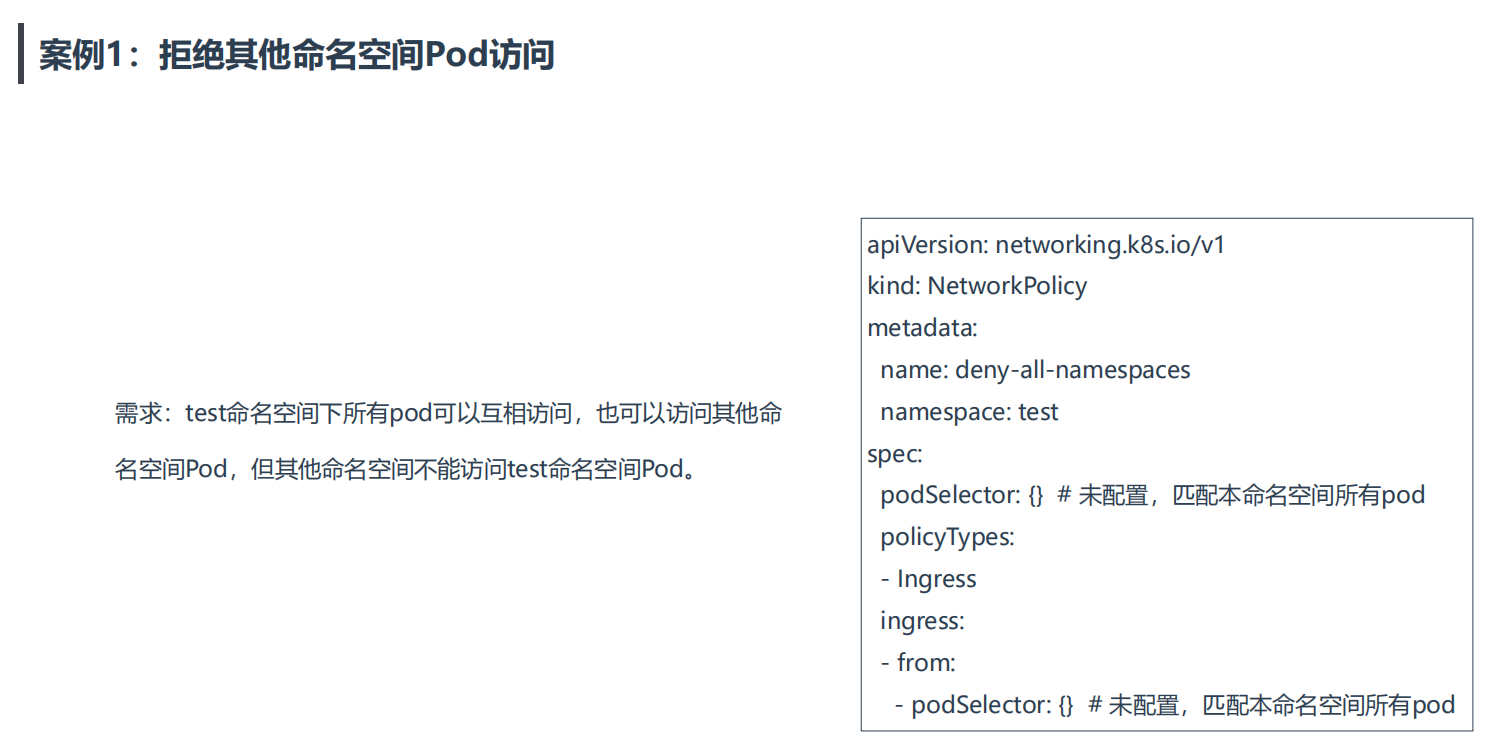 案例1：拒绝其他命名空间Pod访问
需求：test命名空间下所有pod可以互相访问，也可以访问其他命
名空间Pod，但其他命名空间不能访问test命名空间Pod。
apiVersion: networking.k8s.io/v1
kind: NetworkPolicy
metadata:
  name: deny-all-namespaces
  namespace: test
spec:
  podSelector: {}  # 未配置，匹配本命名空间所有pod
  policyTypes:
  - Ingress
  ingress:
  - from:
    - podSelector: {}  # 未配置，匹配本命名空间所有pod